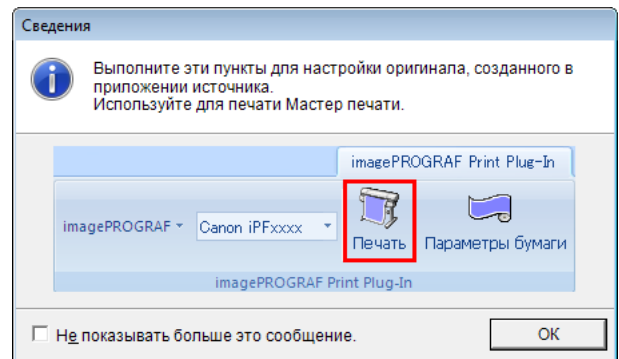 Сведения
Выполните эти пункты для настройки оригинала, созданного в
приложении источника.
Используйте для печати Мастер печати.
imagePROGRAF Print Plug-In
imagePROGRAF
Canon iPFxxxx
Печать
Параметры бумаги
imagePROGRAF Print Plug-In
Не показывать больше это сообщение.
OK